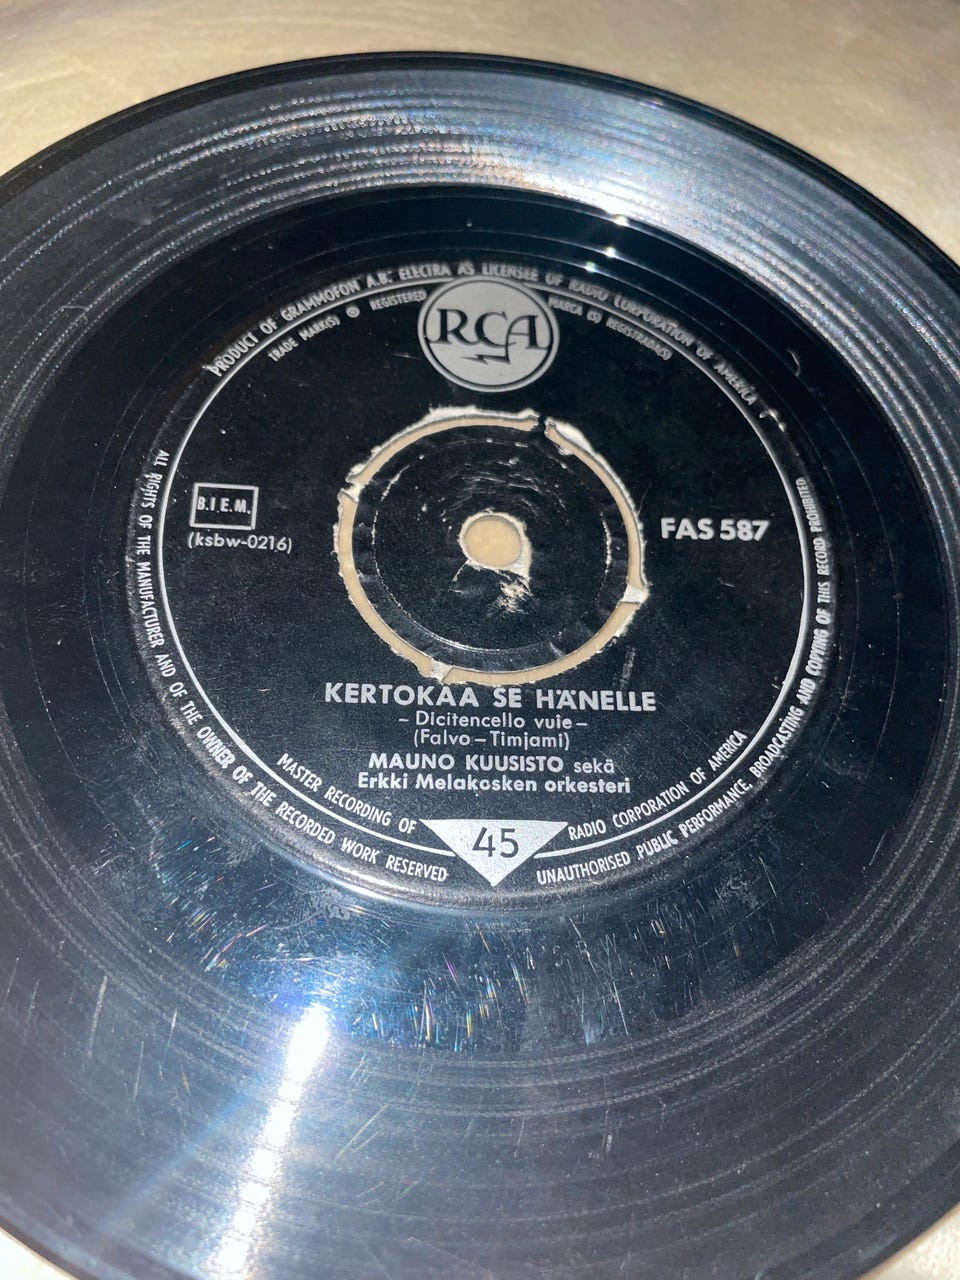 PRODUCT OF GRAMMOFON A.B. ELECTRA AS LICENSEE OF RADIO CORPORATION OF AMERICA
TRADE MARK(S) ® REGISTERED
MARCA (S) REGISTRADA(S)
RCA
B.I.E.M.
(ksbw-0216)
FAS 587
KERTOKAA SE HÄNELLE
– Dicitencello vuie –
(Falvo – Timjami)
MAUNO KUUSISTO sekä
Erkki Melakosken orkesteri
MASTER RECORDING OF RADIO CORPORATION OF AMERICA
45
ALL RIGHTS OF THE MANUFACTURER AND OF THE OWNER OF THE RECORDED WORK RESERVED
UNAUTHORISED PUBLIC PERFORMANCE, BROADCASTING AND COPYING OF THIS RECORD PROHIBITED